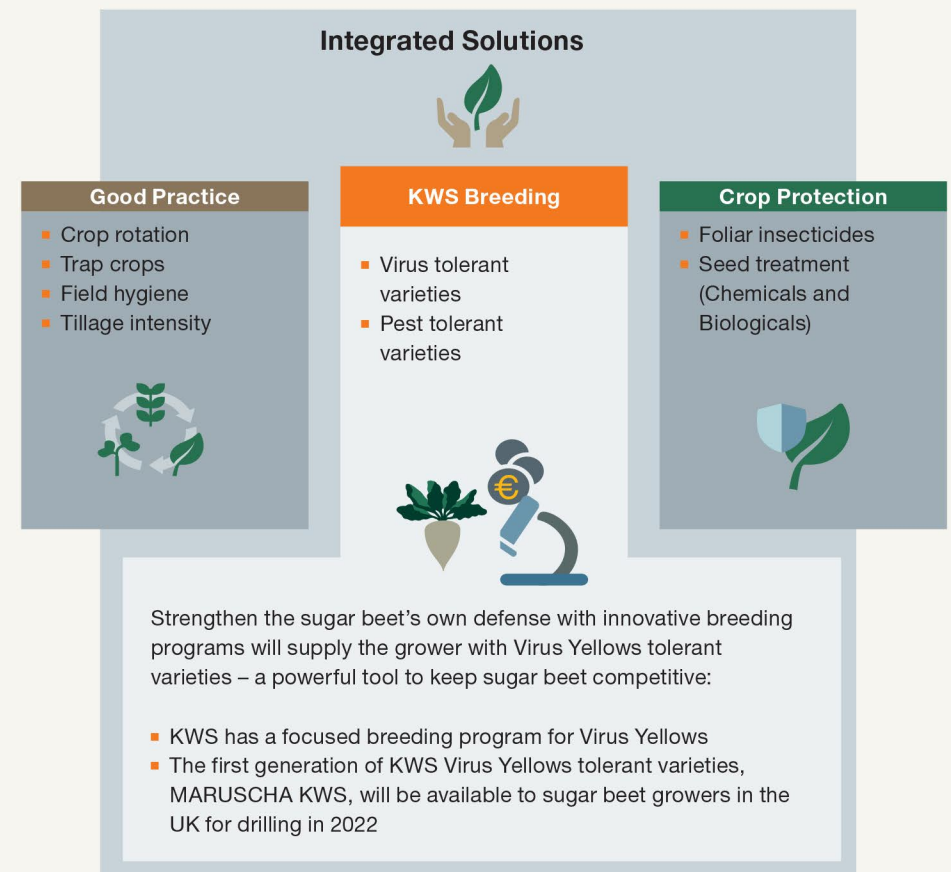 Integrated Solutions
Good Practice
Crop rotation
Trap crops
Field hygiene
Tillage intensity
KWS Breeding
Virus tolerant
varieties
Pest tolerant
varieties
Crop Protection
Foliar insecticides
Seed treatment
(Chemicals and
Biologicals)
€
Strengthen the sugar beet’s own defense with innovative breeding
programs will supply the grower with Virus Yellows tolerant
varieties – a powerful tool to keep sugar beet competitive:
KWS has a focused breeding program for Virus Yellows
The first generation of KWS Virus Yellows tolerant varieties,
MARUSCHA KWS, will be available to sugar beet growers in the
UK for drilling in 2022